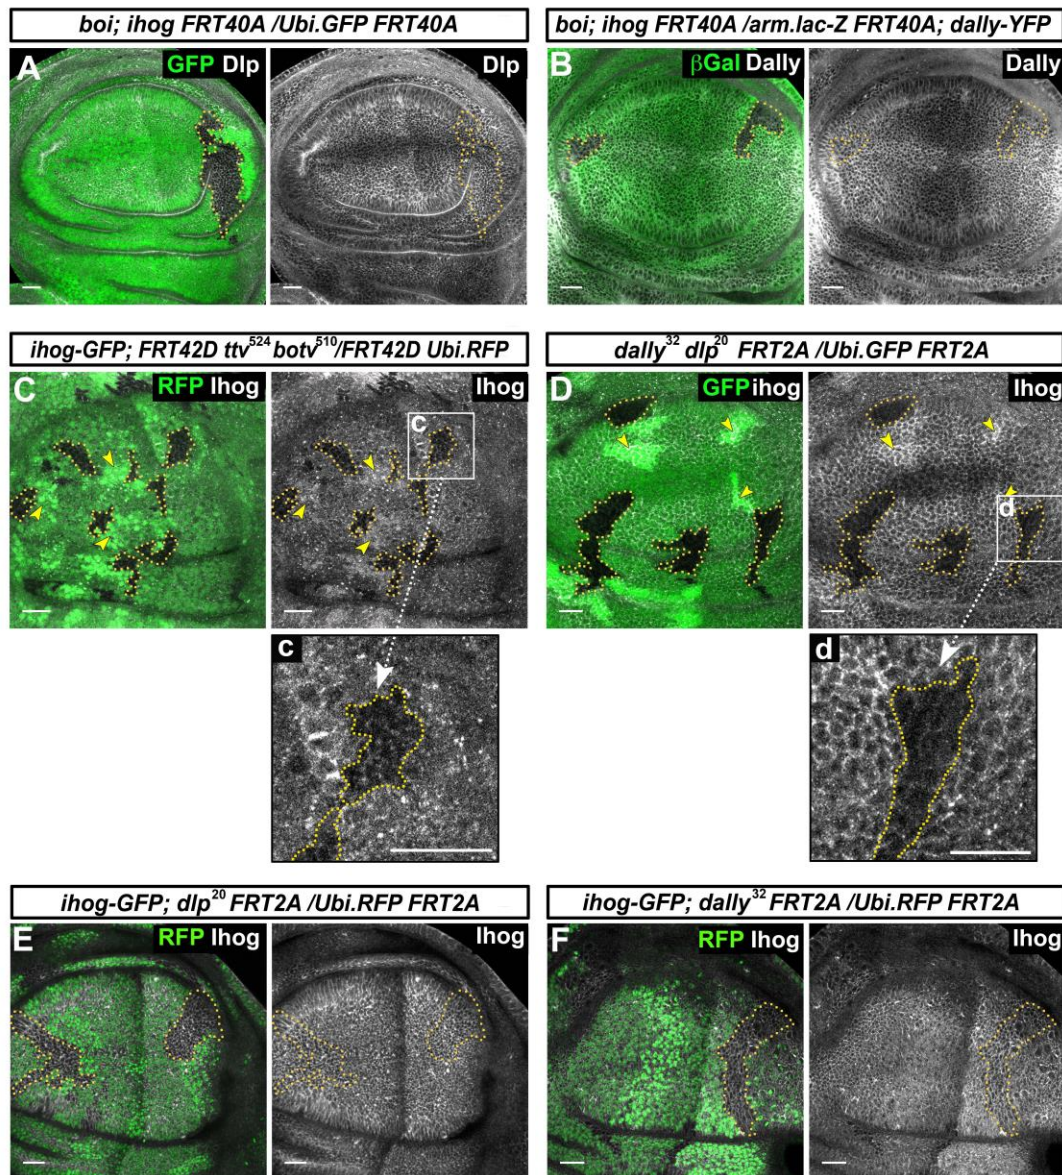 boi; ihog FRT40A /Ubi.GFP FRT40A
A GFP Dlp Dlp
boi; ihog FRT40A /arm.lac-Z FRT40A; dally-YFP
B βGal Dally Dally
ihog-GFP; FRT42D ttv524 botv510/FRT42D Ubi.RFP
C RFP Ihog Ihog
c
dally32 dlp20 FRT2A /Ubi.GFP FRT2A
D GFP ihog Ihog
d
c
d
ihog-GFP; dlp20 FRT2A /Ubi.RFP FRT2A
E RFP Ihog Ihog
ihog-GFP; dally32 FRT2A /Ubi.RFP FRT2A
F RFP Ihog Ihog